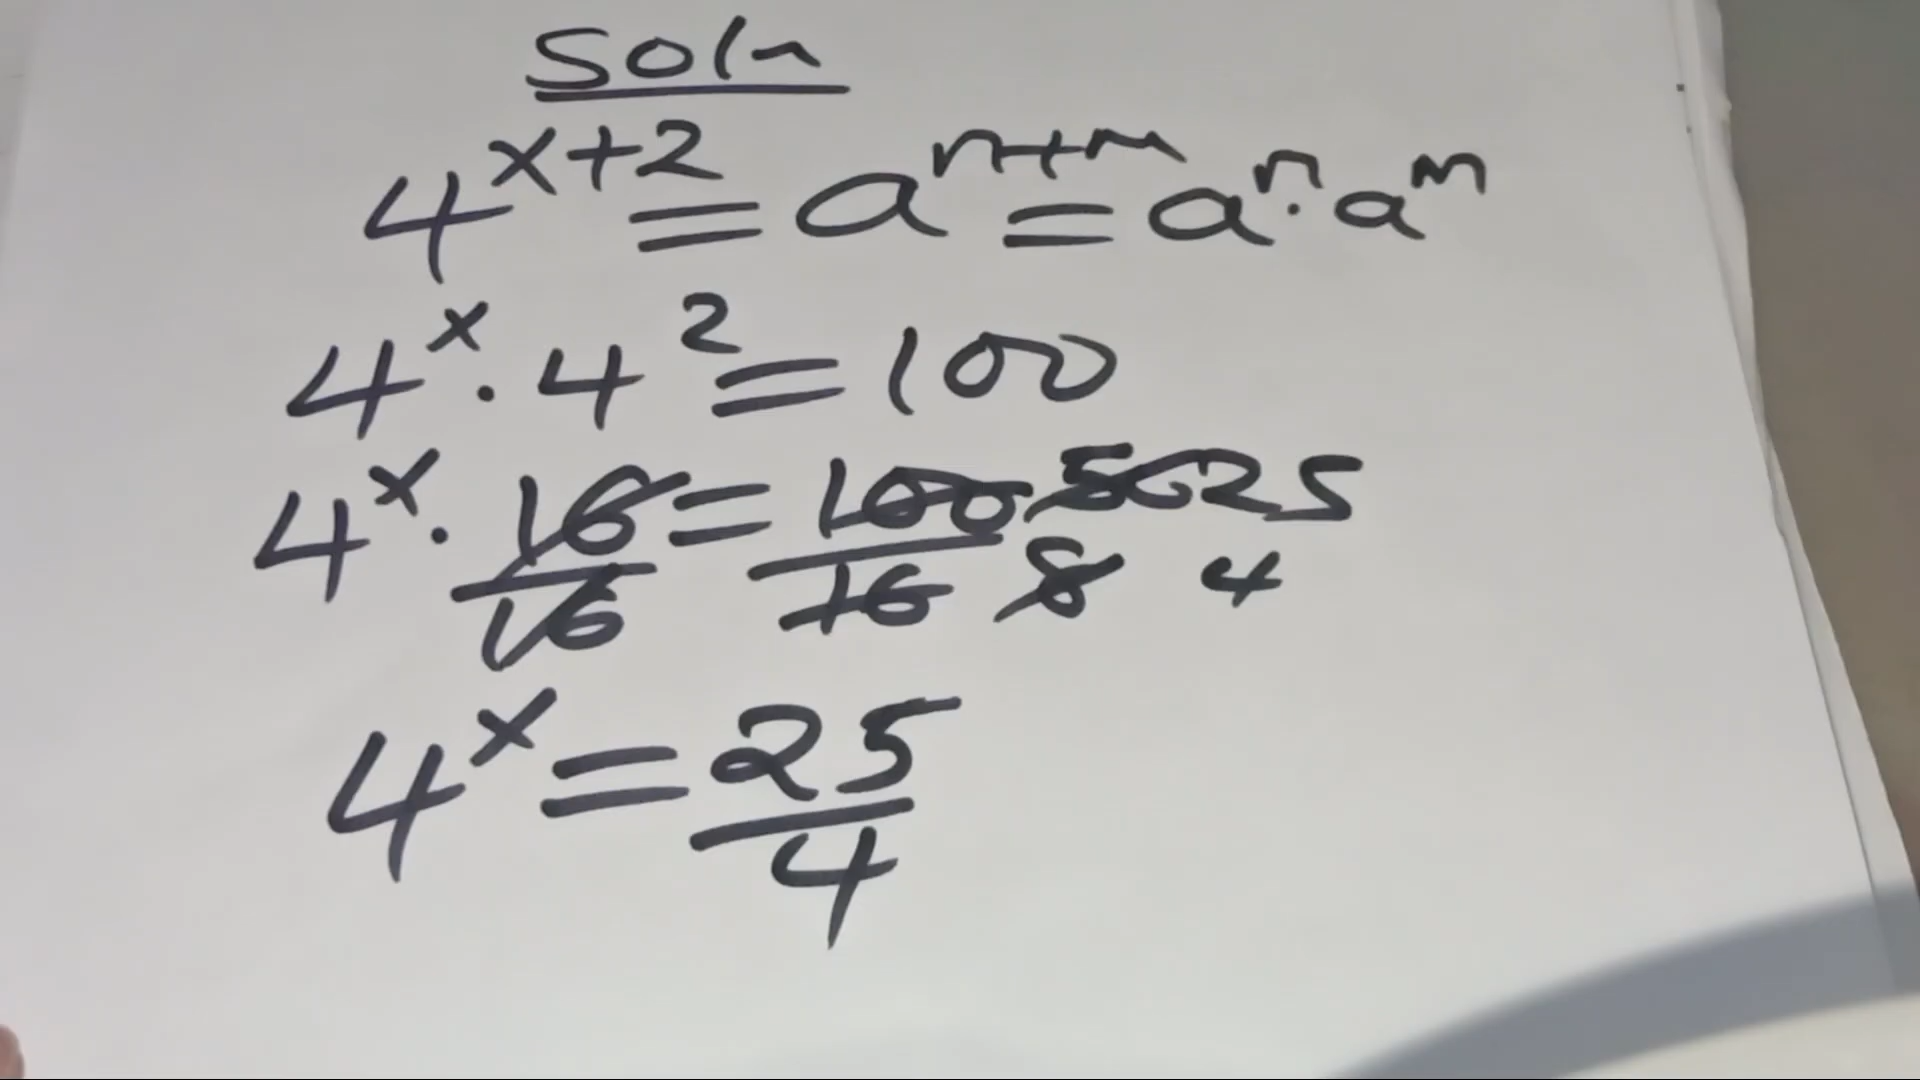 Soln
4^{x+2} = a^{n+m} = a^n · a^m
4^x · 4^2 = 100
4^x · 16/16 = 100/16 50/8 25/4
4^x = 25/4